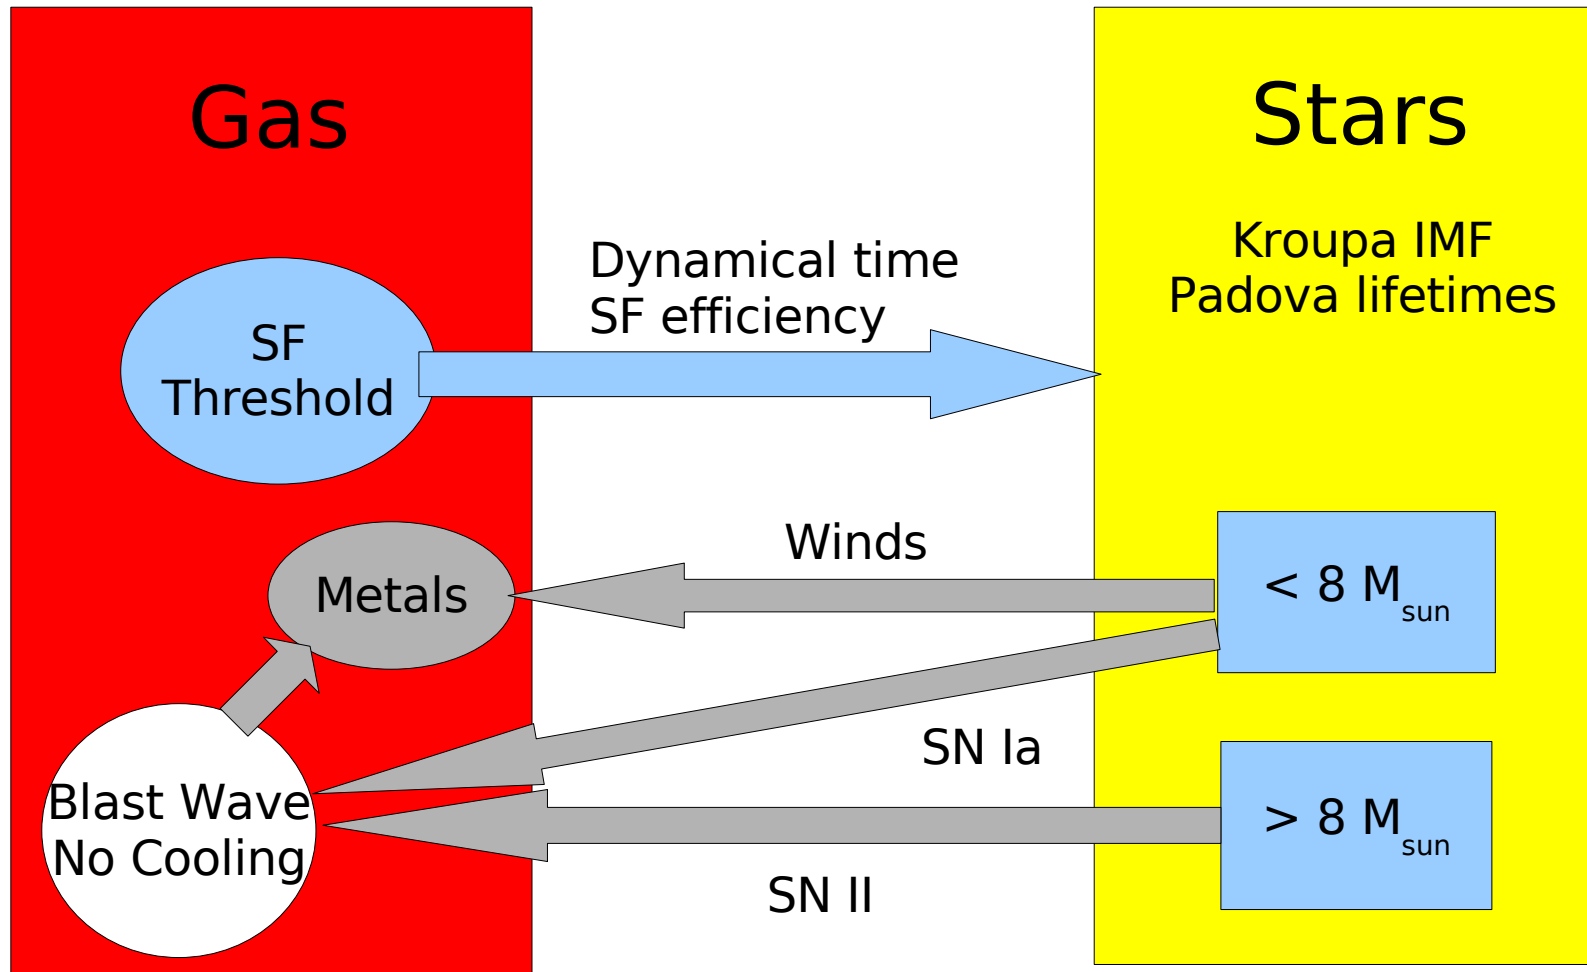 Gas
Stars
Kroupa IMF
Padova lifetimes
Dynamical time
SF efficiency
SF
Threshold
Winds
Metals
< 8 Msun
SN Ia
Blast Wave
No Cooling
> 8 Msun
SN II